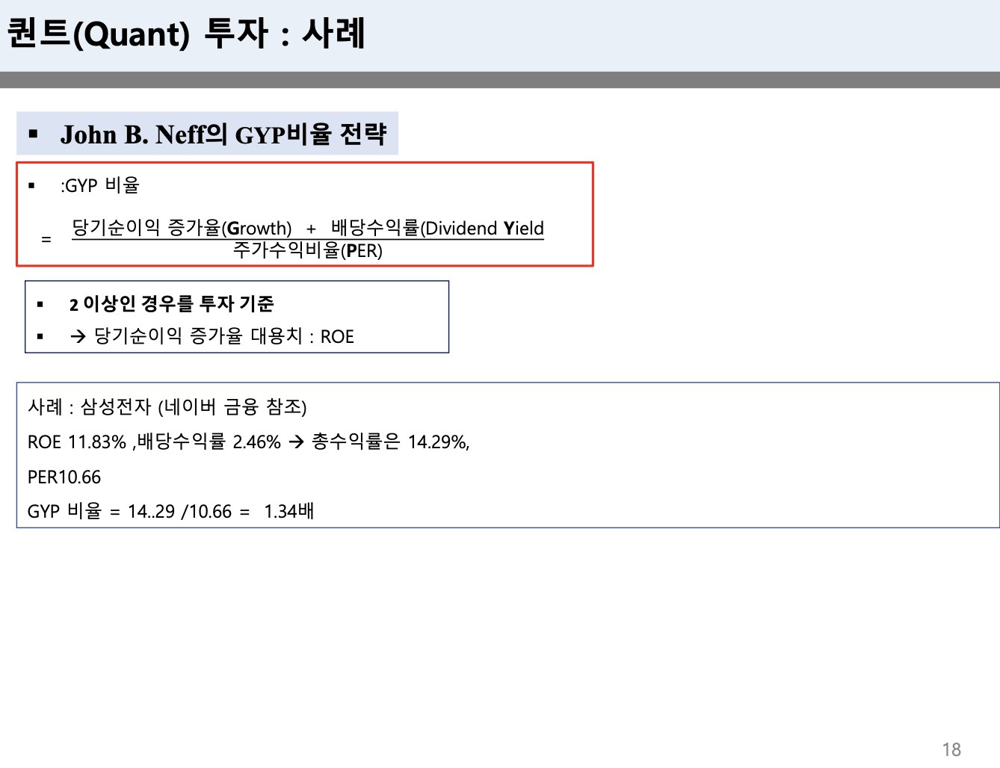 퀀트(Quant) 투자 : 사례
▪ John B. Neff의 GYP비율 전략
▪ :GYP 비율
= 당기순이익 증가율(Growth) + 배당수익률(Dividend Yield
주가수익비율(PER)
▪ 2 이상인 경우를 투자 기준
▪ → 당기순이익 증가율 대용치 : ROE
사례 : 삼성전자 (네이버 금융 참조)
ROE 11.83% ,배당수익률 2.46% → 총수익률은 14.29%,
PER10.66
GYP 비율 = 14..29 /10.66 = 1.34배
18